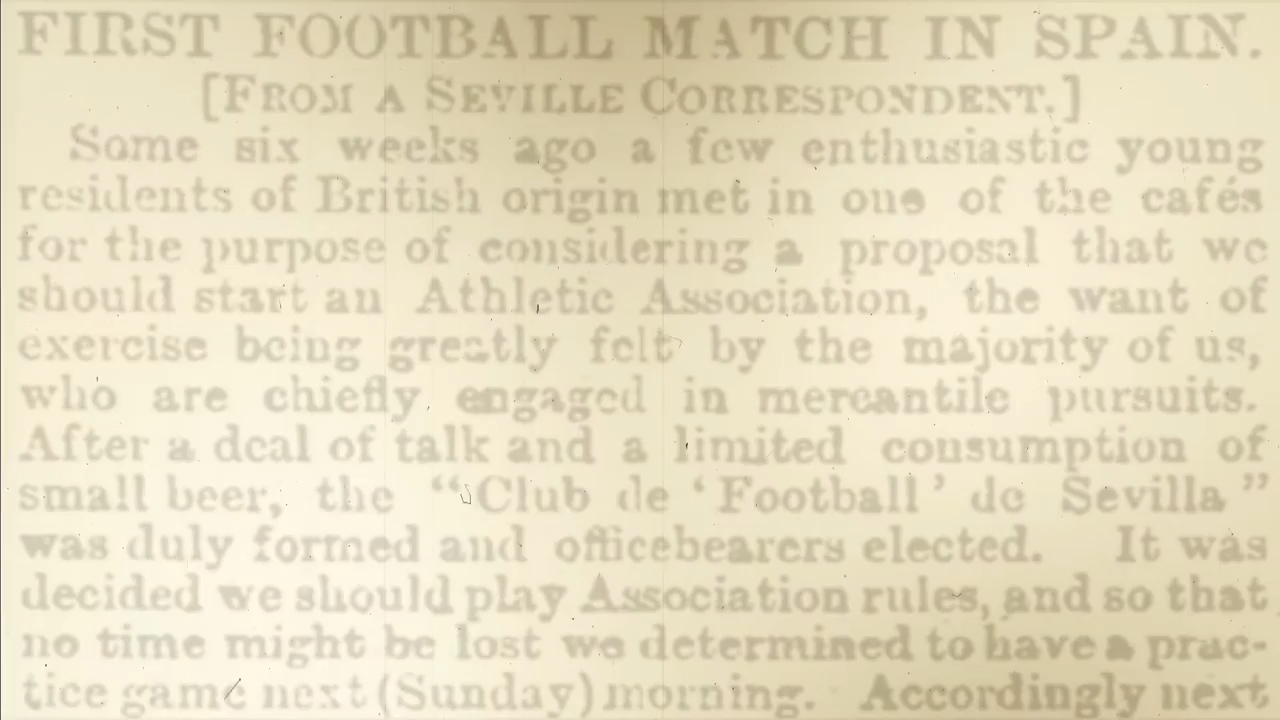 FIRST FOOTBALL MATCH IN SPAIN.
[FROM A SEVILLE CORRESPONDENT.]
Some six weeks ago a few enthusiastic young
residents of British origin met in one of the cafés
for the purpose of considering a proposal that we
should start an Athletic Association, the want of
exercise being greatly felt by the majority of us,
who are chiefly engaged in mercantile pursuits.
After a deal of talk and a limited consumption of
small beer, the “Club de ‘Football’ de Sevilla”
was duly formed and officebearers elected. It was
decided we should play Association rules, and so that
no time might be lost we determined to have a prac-
tice game next (Sunday) morning. Accordingly next